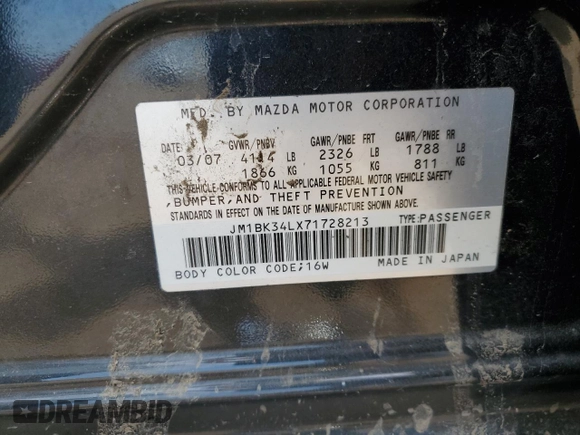 MFD. BY MAZDA MOTOR CORPORATION
DATE GVWR/PNBV GAWR/PNBE FRT GAWR/PNBE RR
03/07 4114 LB 2326 LB 1788 LB
1866 KG 1055 KG 811 KG
THIS VEHICLE CONFORMS TO ALL APPLICABLE FEDERAL MOTOR VEHICLE SAFETY
,BUMPER,AND THEFT PREVENTION
STANDARDS IN EFFECT ON THE DATE OF MANUFACTURE SHOWN ABOVE.
JM1BK34LX71728213 TYPE:PASSENGER
BODY COLOR CODE;16W MADE IN JAPAN
DREAMBID